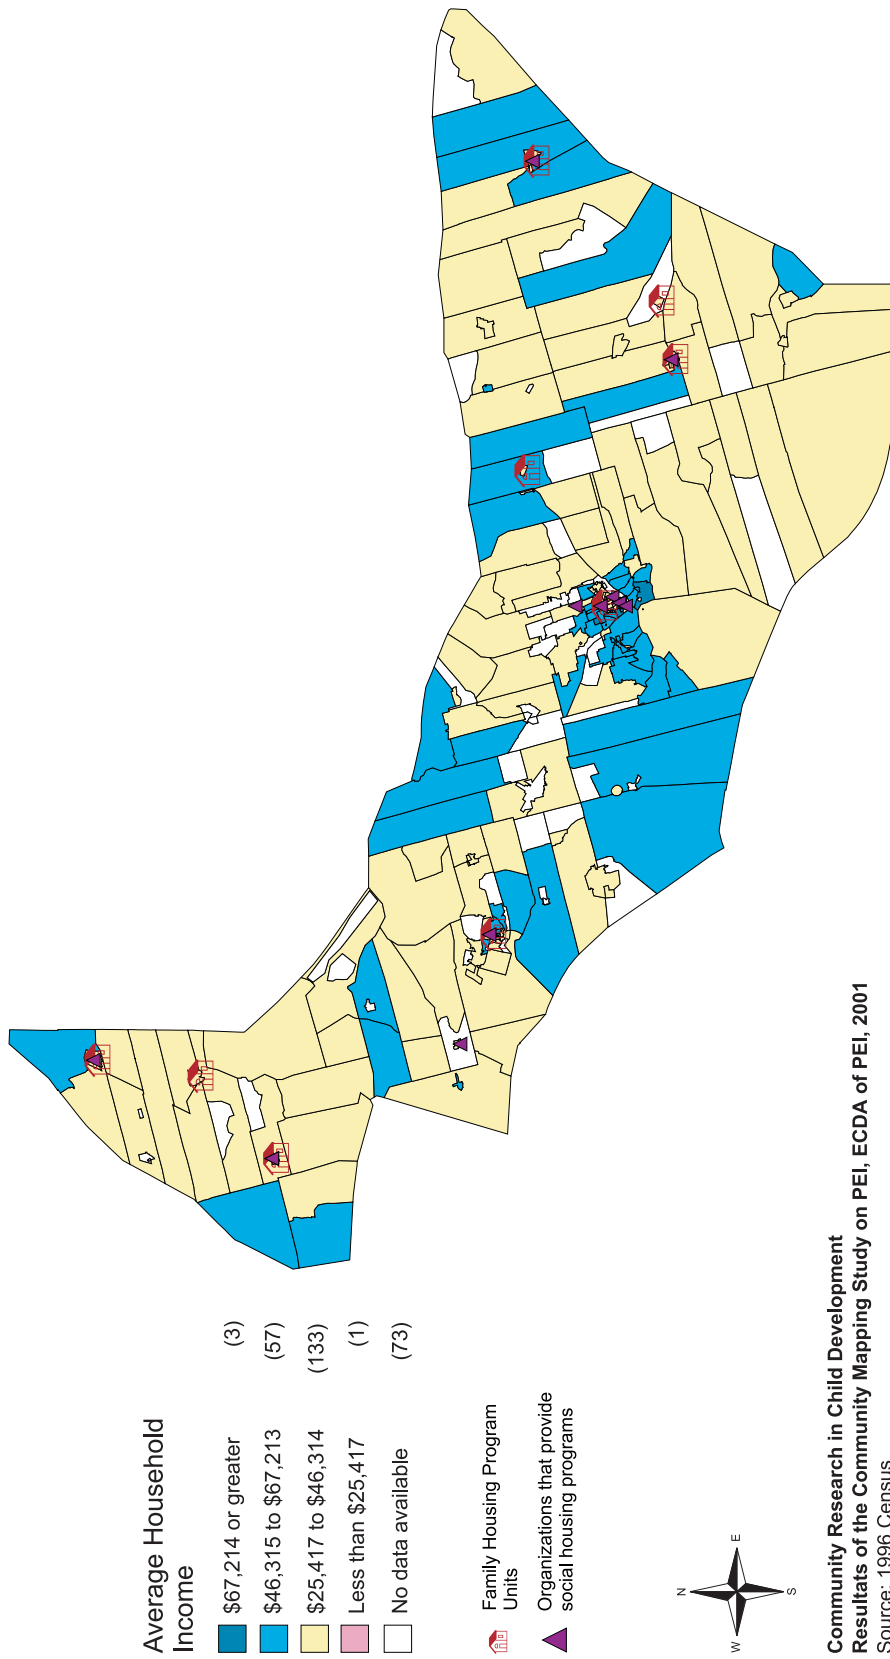 Average Household
Income
$67,214 or greater (3)
$46,315 to $67,213 (57)
$25,417 to $46,314 (133)
Less than $25,417 (1)
No data available (73)
Family Housing Program
Units
Organizations that provide
social housing programs
N
W E
S
Community Research in Child Development
Resultats of the Community Mapping Study on PEI, ECDA of PEI, 2001
Source: 1996 Census